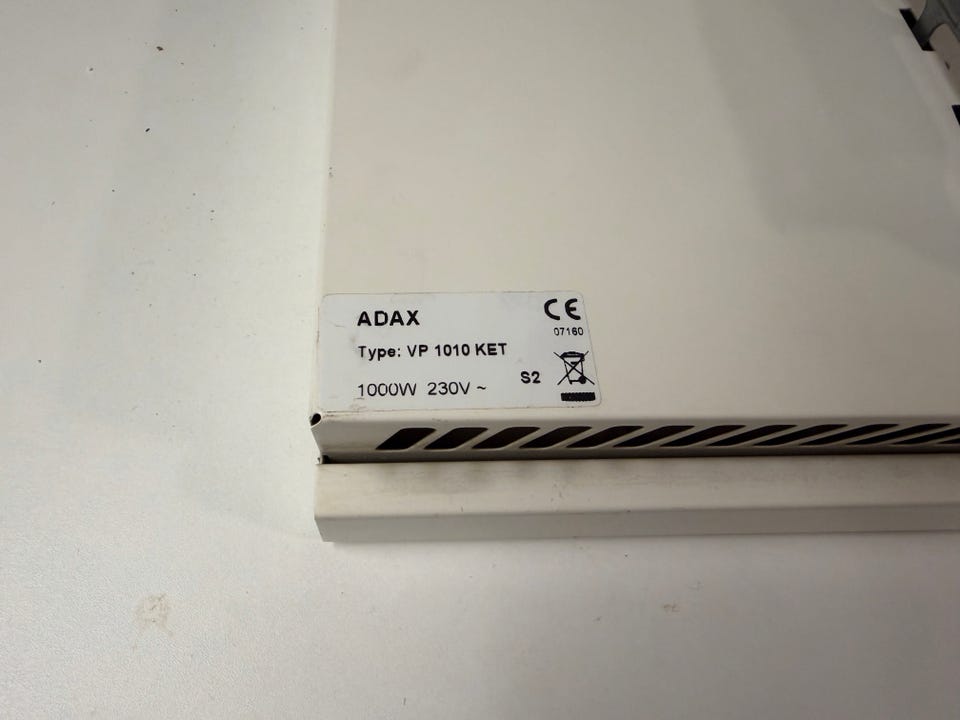 ADAX
CE
07160
Type: VP 1010 KET
S2
1000W 230V ~